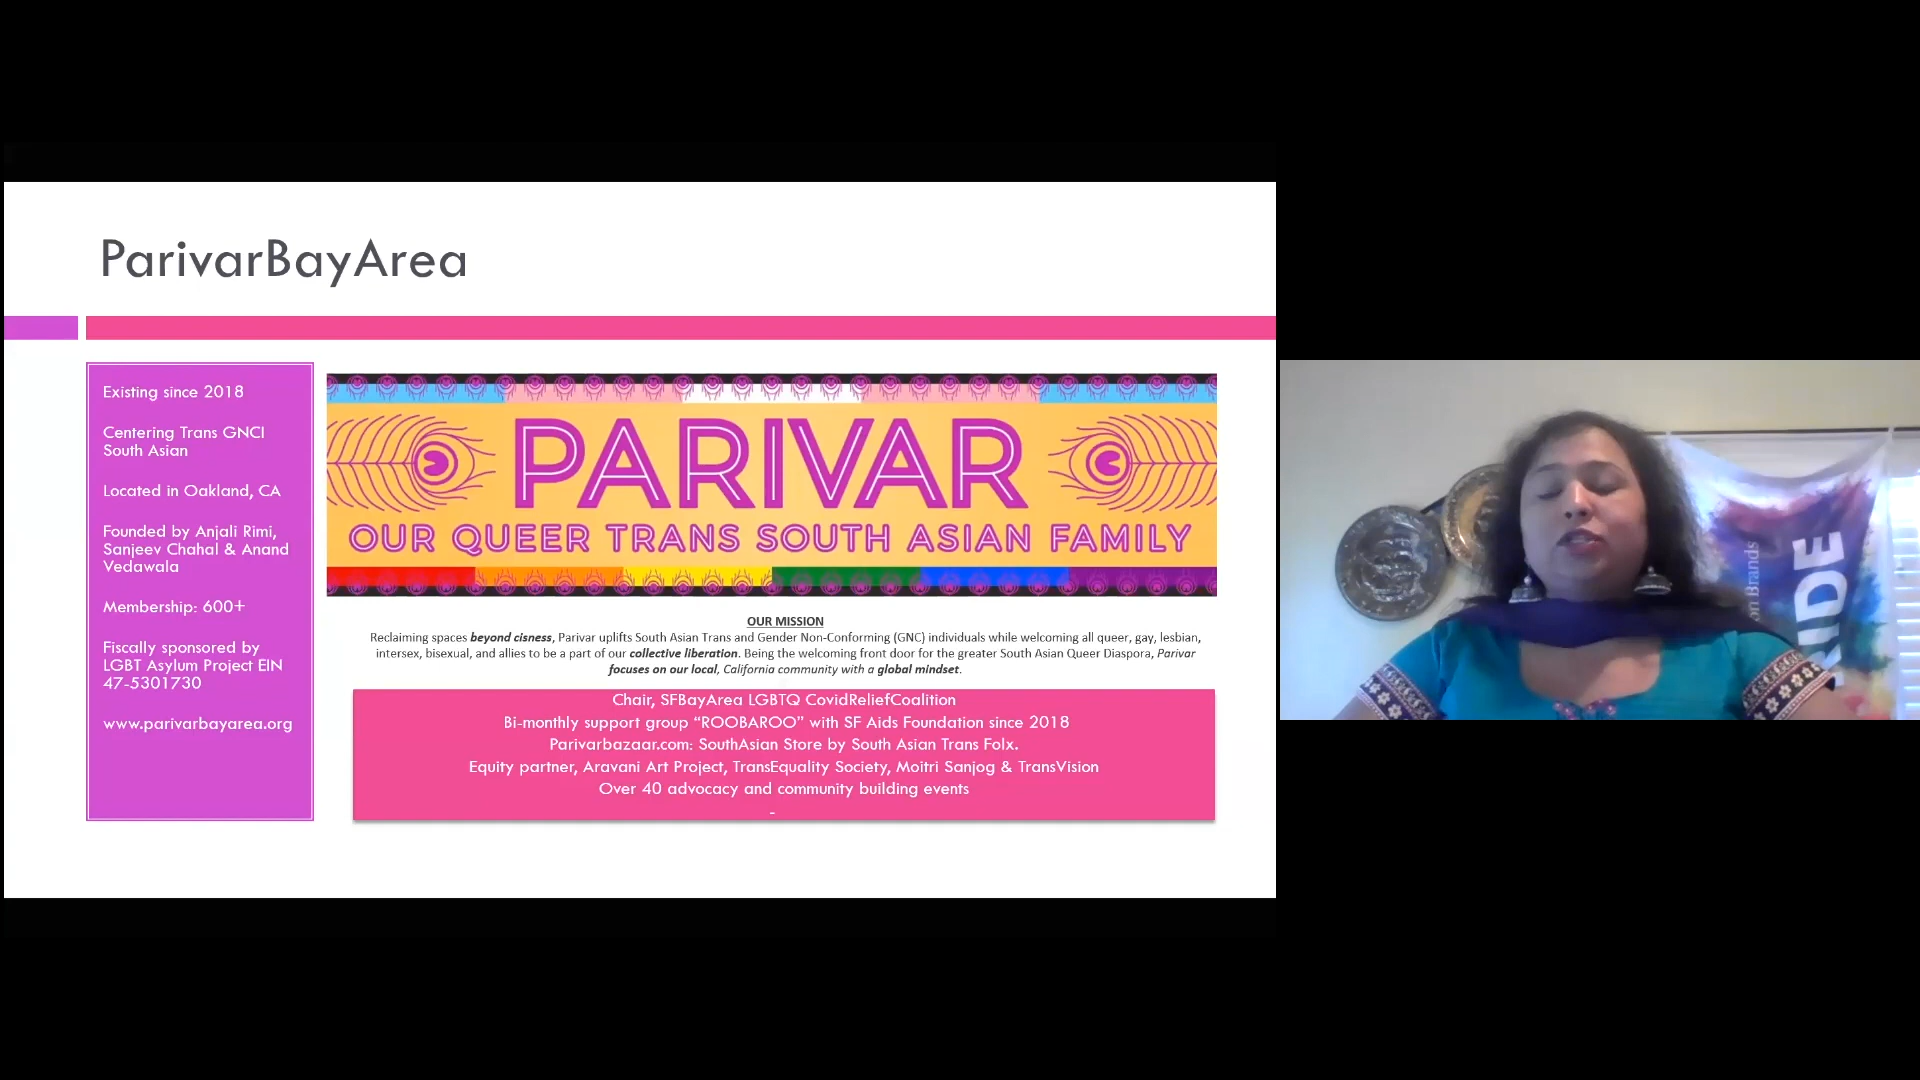 ParivarBayArea
Existing since 2018
Centering Trans GNCI
South Asian
Located in Oakland, CA
Founded by Anjali Rimi,
Sanjeev Chahal & Anand
Vedawala
Membership: 600+
Fiscally sponsored by
LGBT Asylum Project EIN
47-5301730
www.parivarbayarea.org
PARIVAR
OUR QUEER TRANS SOUTH ASIAN FAMILY
OUR MISSION
Reclaiming spaces beyond cisness, Parivar uplifts South Asian Trans and Gender Non-Conforming (GNC) individuals while welcoming all queer, gay, lesbian,
intersex, bisexual, and allies to be a part of our collective liberation. Being the welcoming front door for the greater South Asian Queer Diaspora, Parivar
focuses on our local, California community with a global mindset.
Chair, SFBayArea LGBTQ CovidReliefCoalition
Bi-monthly support group “ROOBAROO” with SF Aids Foundation since 2018
Parivarbazaar.com: SouthAsian Store by South Asian Trans Folx.
Equity partner, Aravani Art Project, TransEquality Society, Moitri Sanjog & TransVision
Over 40 advocacy and community building events
-
Brands
RIDE